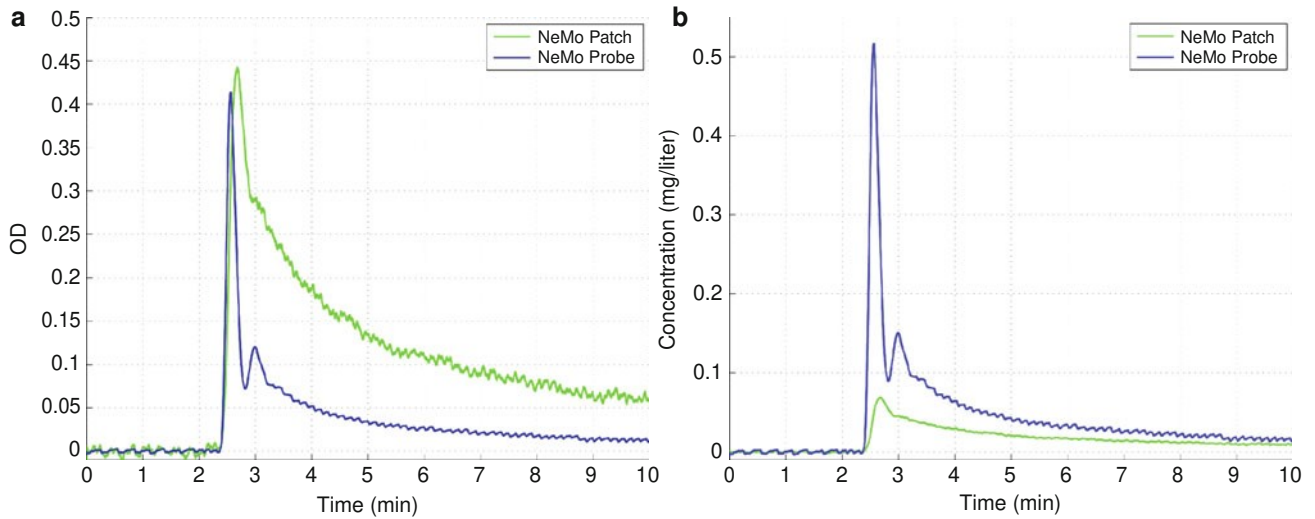 a
0.5
0.45
0.4
0.35
0.3
0.25
0.2
0.15
0.1
0.05
0
OD
NeMo Patch
NeMo Probe
0 1 2 3 4 5 6 7 8 9 10
Time (min)
b
0.5
0.4
0.3
0.2
0.1
0
Concentration (mg/liter)
NeMo Patch
NeMo Probe
0 1 2 3 4 5 6 7 8 9 10
Time (min)